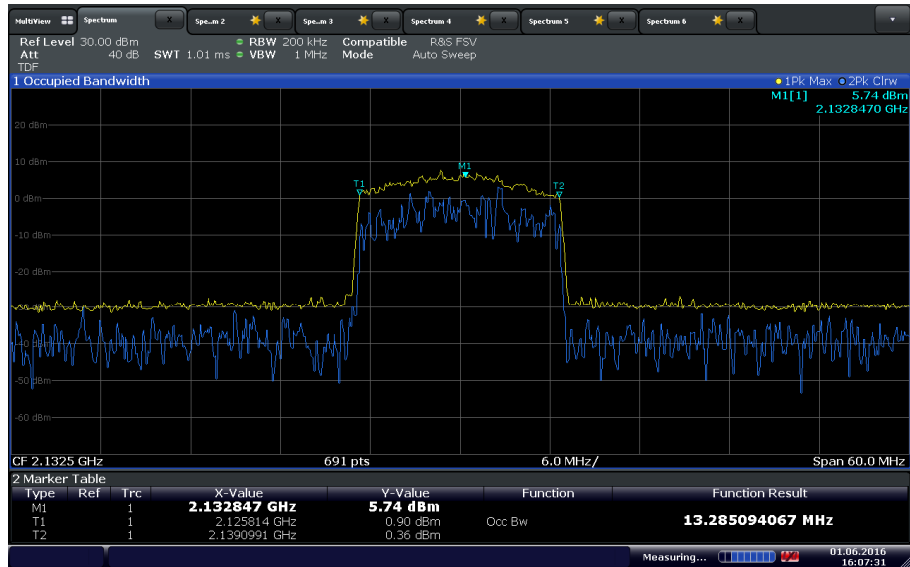 MultiView Spectrum X Spe...m 2 X Spe...m 3 X Spectrum 4 X Spectrum 5 X Spectrum 6 X
Ref Level 30.00 dBm RBW 200 kHz Compatible R&S FSV
Att 40 dB SWT 1.01 ms VBW 1 MHz Mode Auto Sweep
TDF
1 Occupied Bandwidth 1Pk Max 2Pk Clrw
M1[1] 5.74 dBm
2.1328470 GHz
20 dBm
10 dBm
M1
T1 T2
0 dBm
-10 dBm
-20 dBm
-40 dBm
-50 dBm
-60 dBm
CF 2.1325 GHz 691 pts 6.0 MHz/ Span 60.0 MHz
2 Marker Table
Type Ref Trc X-Value Y-Value Function Function Result
M1 1 2.132847 GHz 5.74 dBm
T1 1 2.125814 GHz 0.90 dBm Occ Bw 13.285094067 MHz
T2 1 2.1390991 GHz 0.36 dBm
Measuring... 01.06.2016
16:07:31